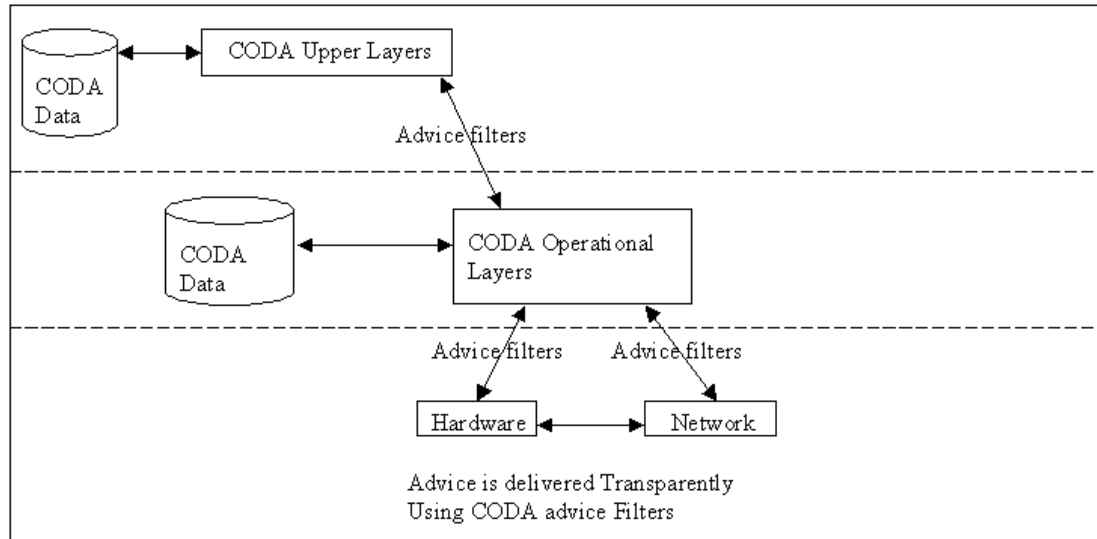 CODA Upper Layers
CODA
Data
Advice filters
CODA Operational
Layers
CODA
Data
Advice filters
Advice filters
Hardware
Network
Advice is delivered Transparently
Using CODA advice Filters